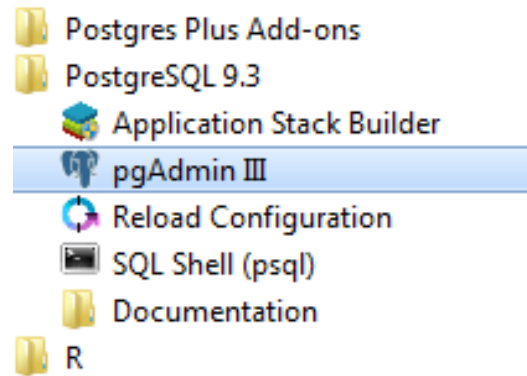 Postgres Plus Add-ons
PostgreSQL 9.3
Application Stack Builder
pgAdmin III
Reload Configuration
SQL Shell (psql)
Documentation
R